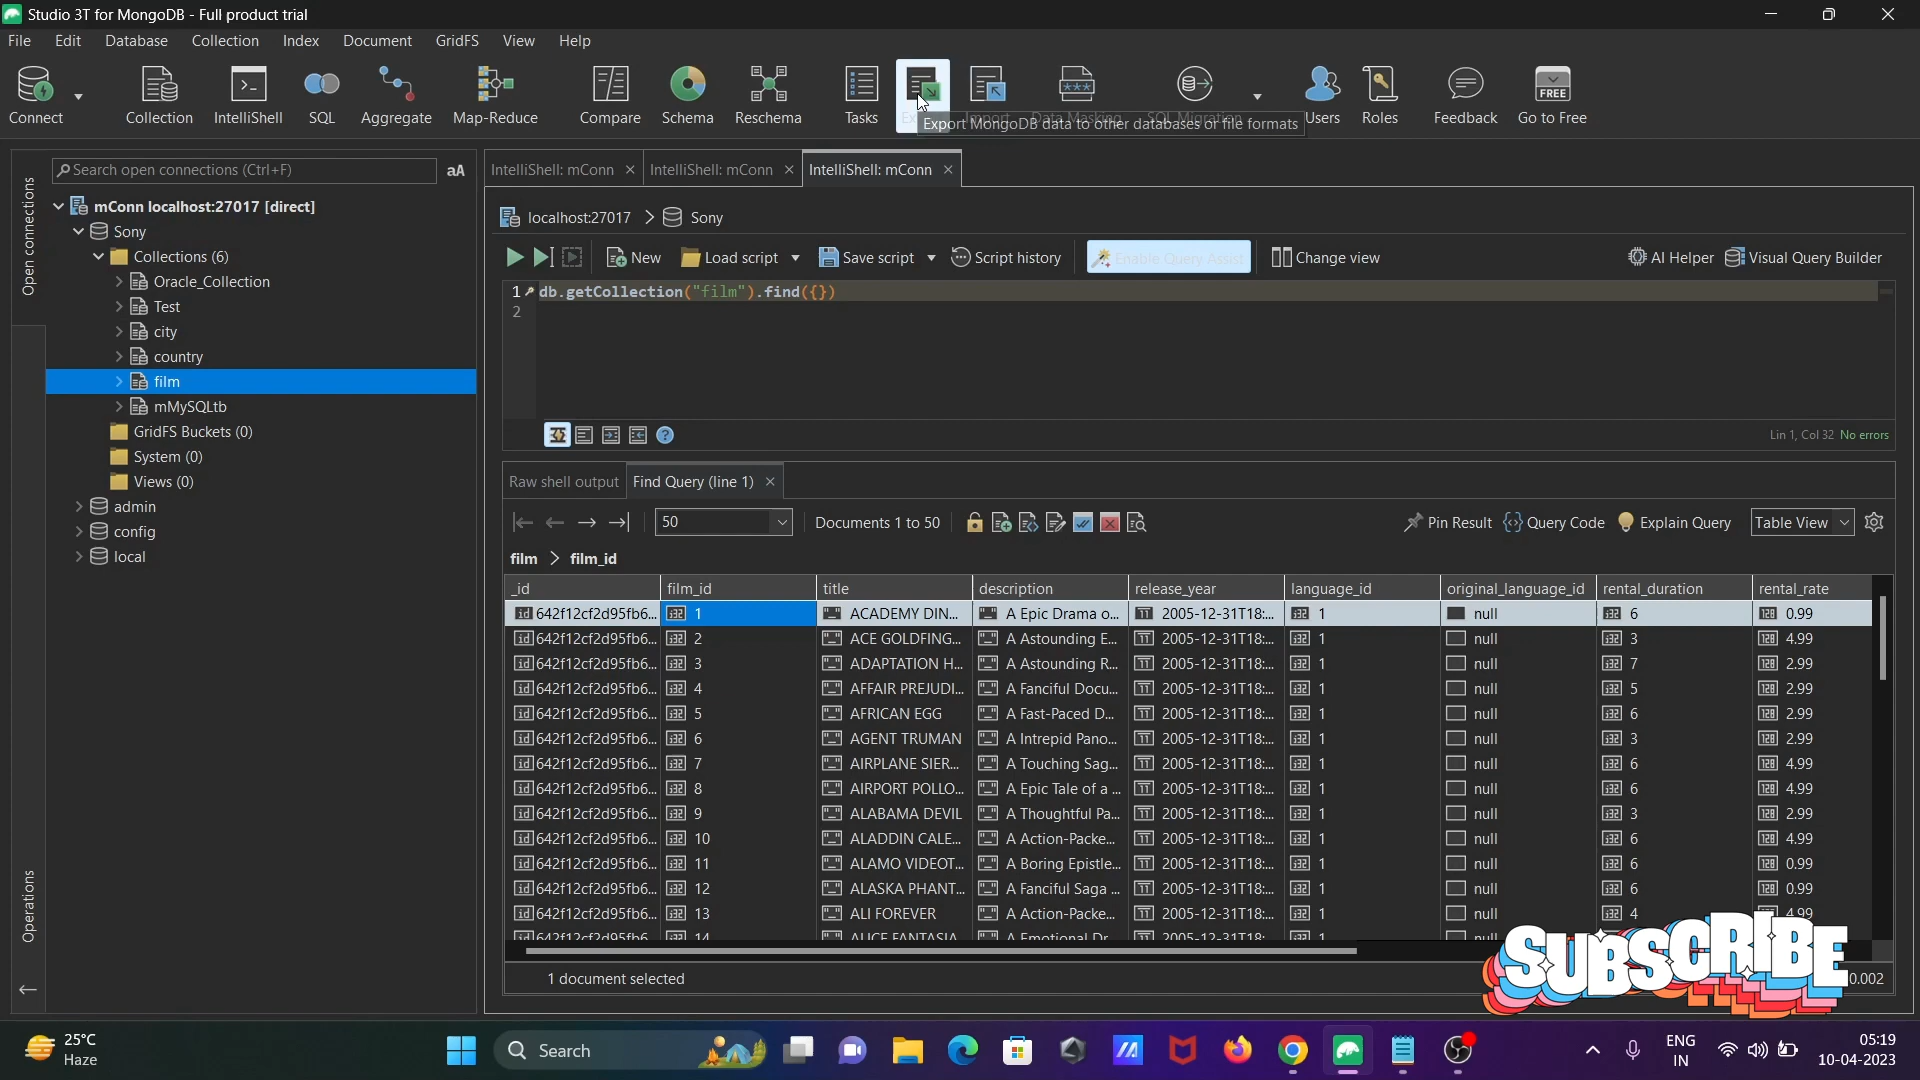 Studio 3T for MongoDB - Full product trial
File Edit Database Collection Index Document GridFS View Help
Connect Collection IntelliShell SQL Aggregate Map-Reduce Compare Schema Reschema Tasks Users Roles Feedback Go to Free
FREE
Export MongoDB data to other databases or file formats
Open connections
Search open connections (Ctrl+F) aA
mConn localhost:27017 [direct]
Sony
Collections (6)
Oracle_Collection
Test
city
country
film
mMySQLtb
GridFS Buckets (0)
System (0)
Views (0)
admin
config
local
Operations
IntelliShell: mConn IntelliShell: mConn IntelliShell: mConn
localhost:27017 Sony
New Load script Save script Script history Enable Query Assist Change view AI Helper Visual Query Builder
1 db.getCollection("film").find({})
2
Lin 1, Col 32 No errors
Raw shell output Find Query (line 1)
50 Documents 1 to 50 Pin Result Query Code Explain Query Table View
film > film_id
_id film_id title description release_year language_id original_language_id rental_duration rental_rate
642f12cf2d95fb6... 1 ACADEMY DIN... A Epic Drama o... 2005-12-31T18:... 1 null 6 0.99
642f12cf2d95fb6... 2 ACE GOLDFING... A Astounding E... 2005-12-31T18:... 1 null 3 4.99
642f12cf2d95fb6... 3 ADAPTATION H... A Astounding R... 2005-12-31T18:... 1 null 7 2.99
642f12cf2d95fb6... 4 AFFAIR PREJUDI... A Fanciful Docu... 2005-12-31T18:... 1 null 5 2.99
642f12cf2d95fb6... 5 AFRICAN EGG A Fast-Paced D... 2005-12-31T18:... 1 null 6 2.99
642f12cf2d95fb6... 6 AGENT TRUMAN A Intrepid Pano... 2005-12-31T18:... 1 null 3 2.99
642f12cf2d95fb6... 7 AIRPLANE SIER... A Touching Sag... 2005-12-31T18:... 1 null 6 4.99
642f12cf2d95fb6... 8 AIRPORT POLLO... A Epic Tale of a ... 2005-12-31T18:... 1 null 6 4.99
642f12cf2d95fb6... 9 ALABAMA DEVIL A Thoughtful Pa... 2005-12-31T18:... 1 null 3 2.99
642f12cf2d95fb6... 10 ALADDIN CALE... A Action-Packe... 2005-12-31T18:... 1 null 6 4.99
642f12cf2d95fb6... 11 ALAMO VIDEOT... A Boring Epistle... 2005-12-31T18:... 1 null 6 0.99
642f12cf2d95fb6... 12 ALASKA PHANT... A Fanciful Saga ... 2005-12-31T18:... 1 null 6 0.99
642f12cf2d95fb6... 13 ALI FOREVER A Action-Packe... 2005-12-31T18:... 1 null 4 4.99
642f12cf2d95fb6... 14 ALICE FANTASIA A Emotional Dr... 2005-12-31T18:... 1 null
1 document selected 0.002
SUBSCRIBE
25°C
Haze
Search
ENG
IN
05:19
10-04-2023